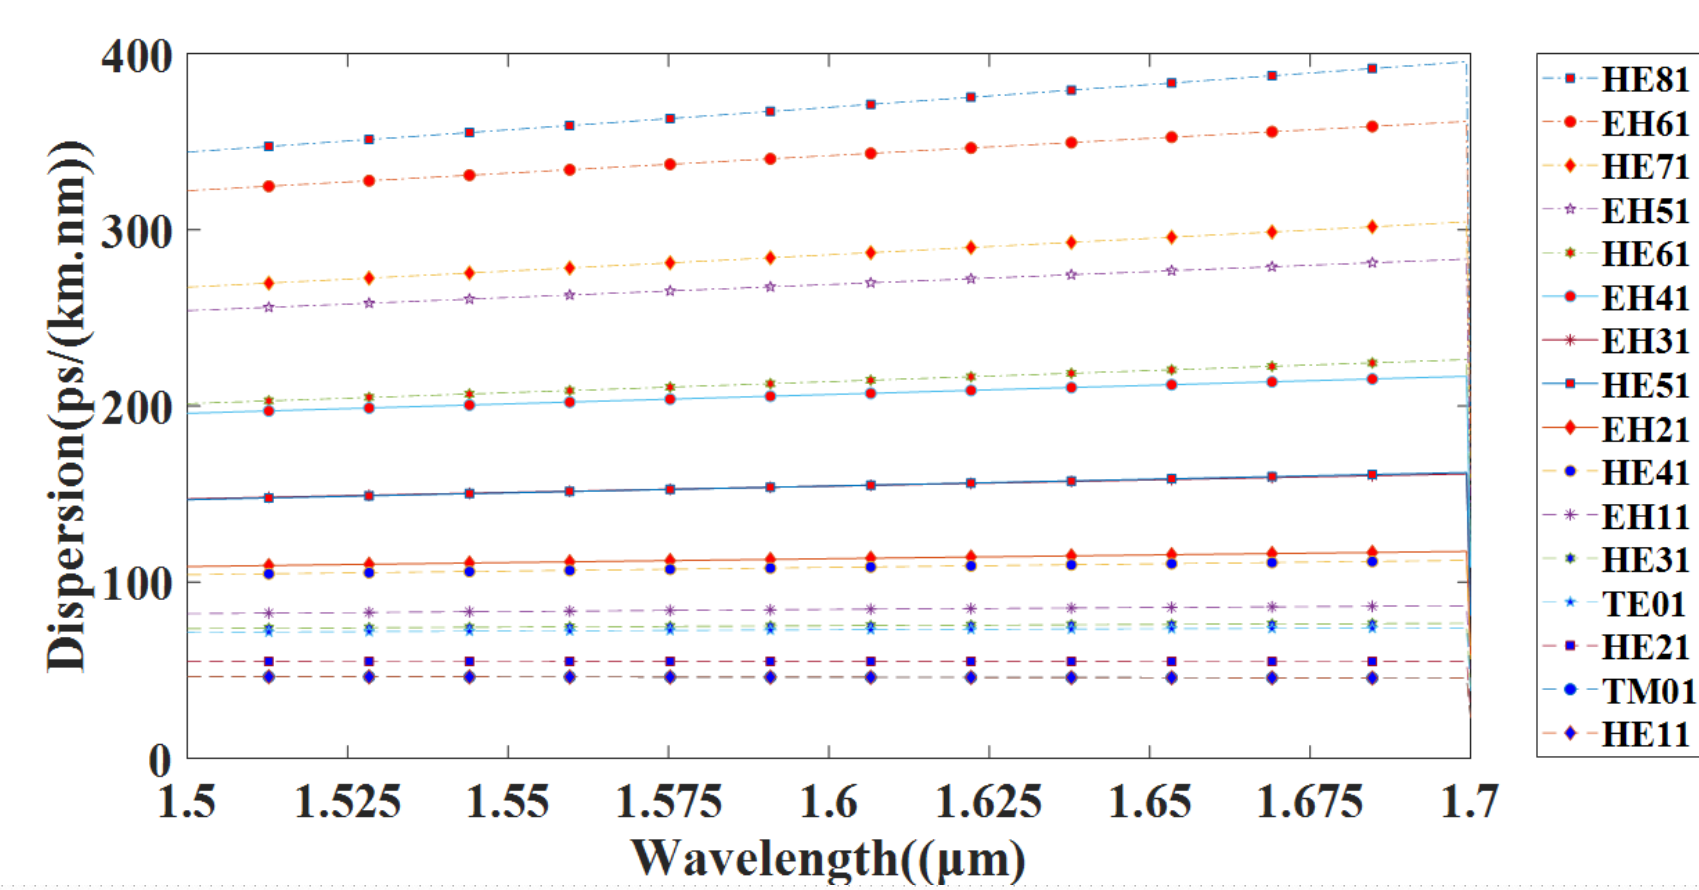 400
300
200
100
0
Dispersion(ps/(km.nm))
1.5 1.525 1.55 1.575 1.6 1.625 1.65 1.675 1.7
Wavelength((μm)
HE81
EH61
HE71
EH51
HE61
EH41
EH31
HE51
EH21
HE41
EH11
HE31
TE01
HE21
TM01
HE11